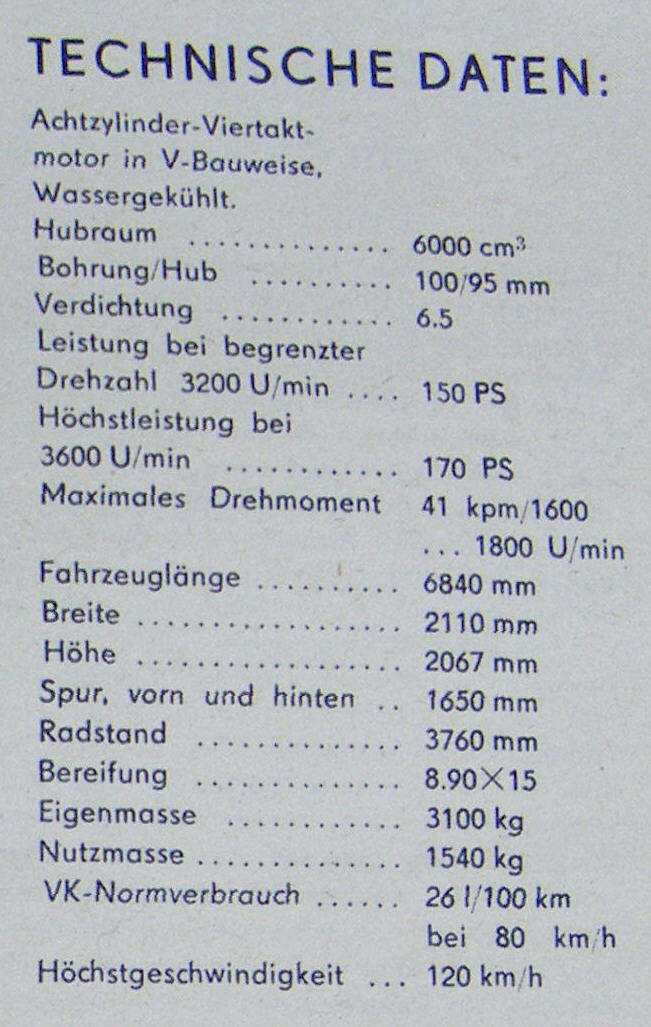 TECHNISCHE DATEN:
Achtzylinder-Viertakt-
motor in V-Bauweise,
Wassergekühlt.
Hubraum .............. 6000 cm³
Bohrung/Hub .......... 100/95 mm
Verdichtung ............ 6.5
Leistung bei begrenzter
Drehzahl 3200 U/min .... 150 PS
Höchstleistung bei
3600 U/min ............ 170 PS
Maximales Drehmoment 41 kpm/1600
... 1800 U/min
Fahrzeuglänge .......... 6840 mm
Breite .................. 2110 mm
Höhe .................. 2067 mm
Spur, vorn und hinten .. 1650 mm
Radstand .............. 3760 mm
Bereifung .............. 8.90×15
Eigenmasse ............ 3100 kg
Nutzmasse .............. 1540 kg
VK-Normverbrauch ...... 26 l/100 km
bei 80 km/h
Höchstgeschwindigkeit ... 120 km/h